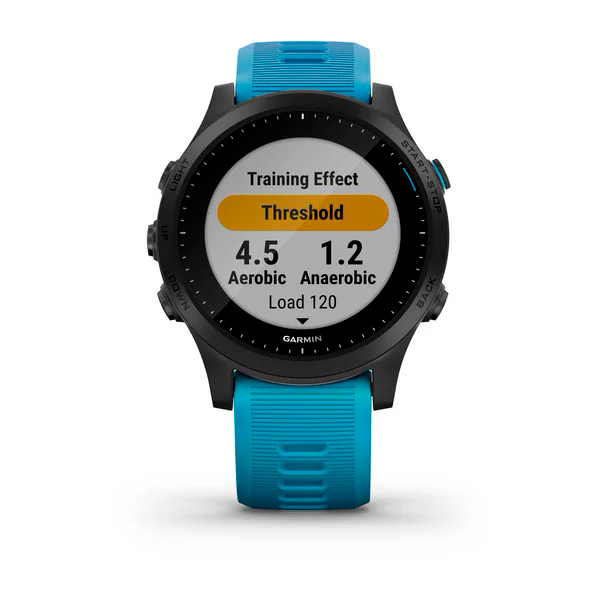 LIGHT
START·STOP
UP
DOWN
BACK
Training Effect
Threshold
4.5 1.2
Aerobic Anaerobic
Load 120
GARMIN